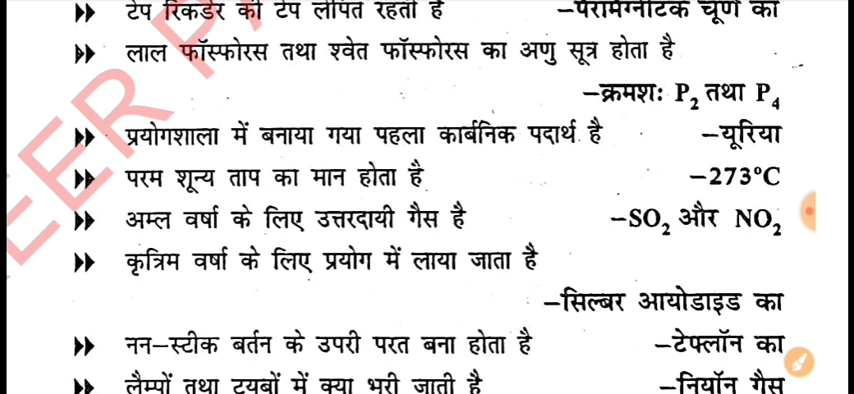 टेप रिकर्डर की टेप लीपित रहती है –पैरामैग्नीटिक चूर्ण का
लाल फॉस्फोरस तथा श्वेत फॉस्फोरस का अणु सूत्र होता है
–क्रमशः P₂ तथा P₄
प्रयोगशाला में बनाया गया पहला कार्बनिक पदार्थ है –यूरिया
परम शून्य ताप का मान होता है –273°C
अम्ल वर्षा के लिए उत्तरदायी गैस है –SO₂ और NO₂
कृत्रिम वर्षा के लिए प्रयोग में लाया जाता है
–सिल्बर आयोडाइड का
नन–स्टीक बर्तन के उपरी परत बना होता है –टेफ्लॉन का
लैम्पों तथा ट्यूबों में क्या भरी जाती है –नियॉन गैस